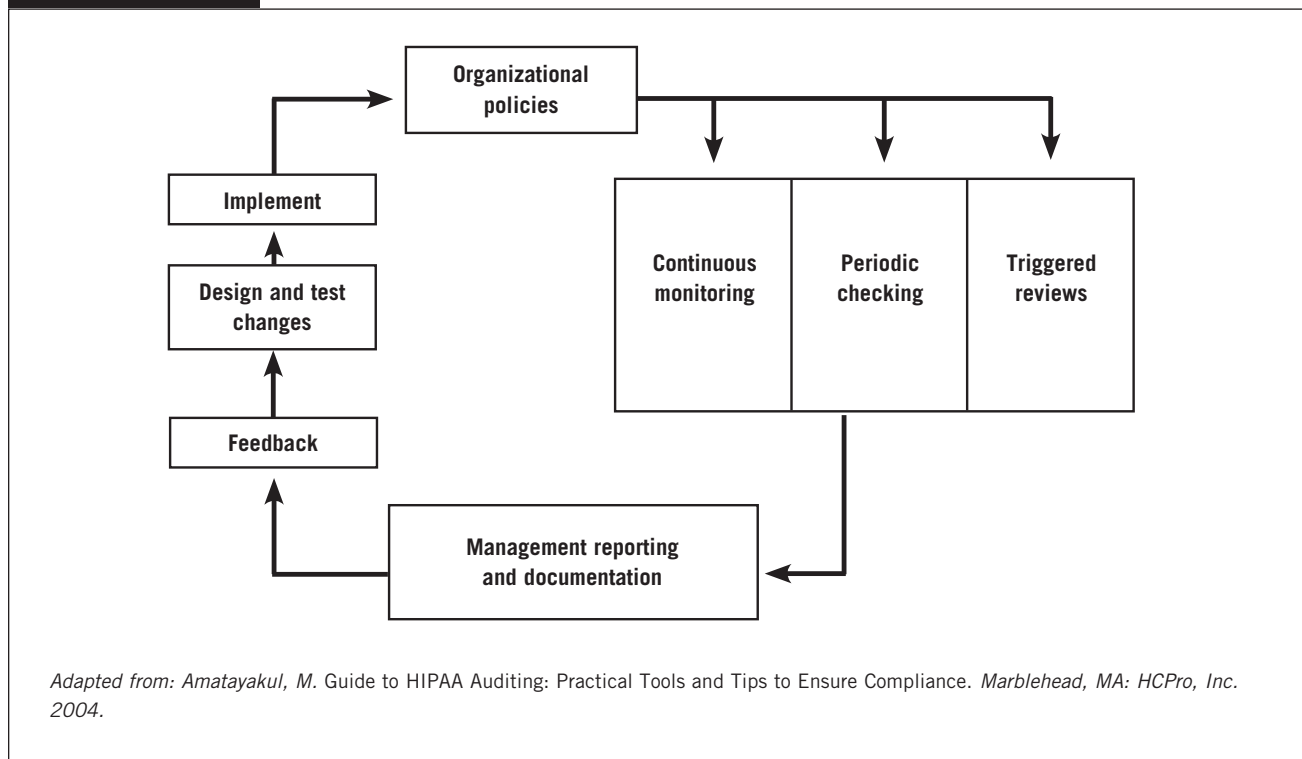 Organizational
policies
Implement
Continuous
monitoring
Periodic
checking
Triggered
reviews
Design and test
changes
Feedback
Management reporting
and documentation
Adapted from: Amatayakul, M. Guide to HIPAA Auditing: Practical Tools and Tips to Ensure Compliance. Marblehead, MA: HCPro, Inc.
2004.